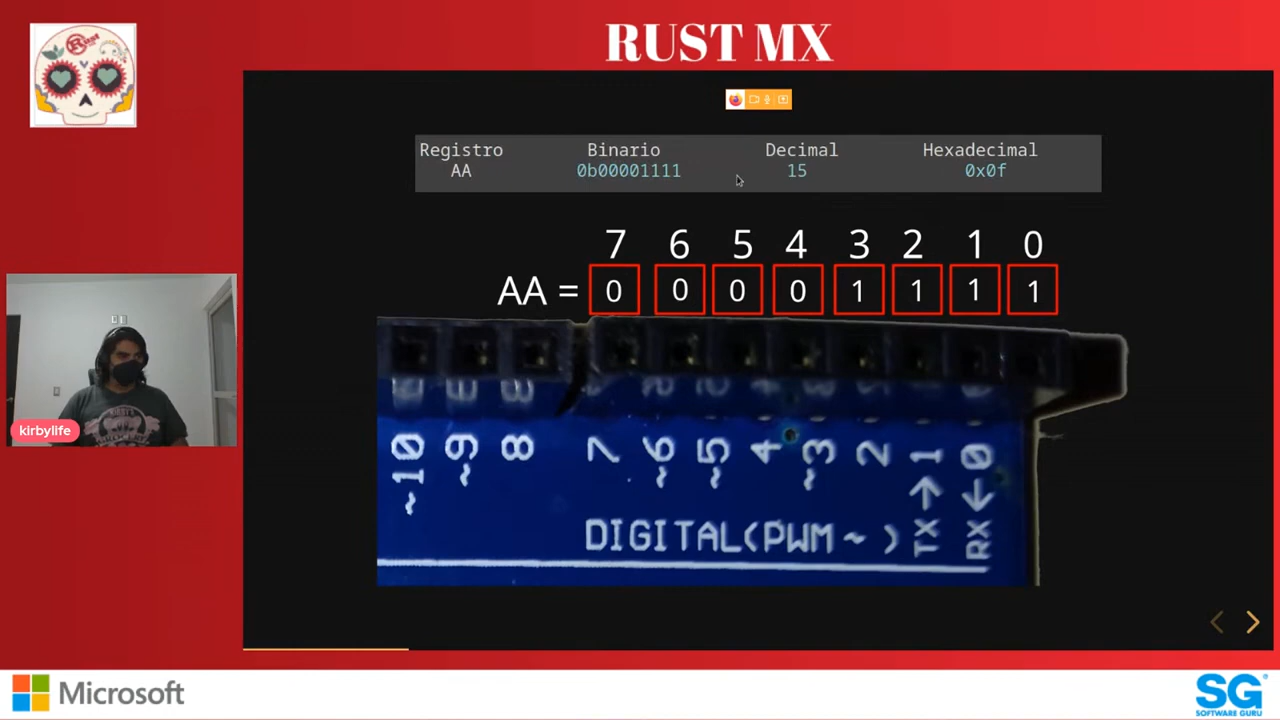 RUST MX
Rust
Registro Binario Decimal Hexadecimal
AA 0b00001111 15 0x0f
7 6 5 4 3 2 1 0
AA = 0 0 0 0 1 1 1 1
~10 ~9 8 7 ~6 ~5 4 ~3 2 TX→1 RX←0
DIGITAL(PWM ~ )
kirbylife
Microsoft
SG
SOFTWARE GURU